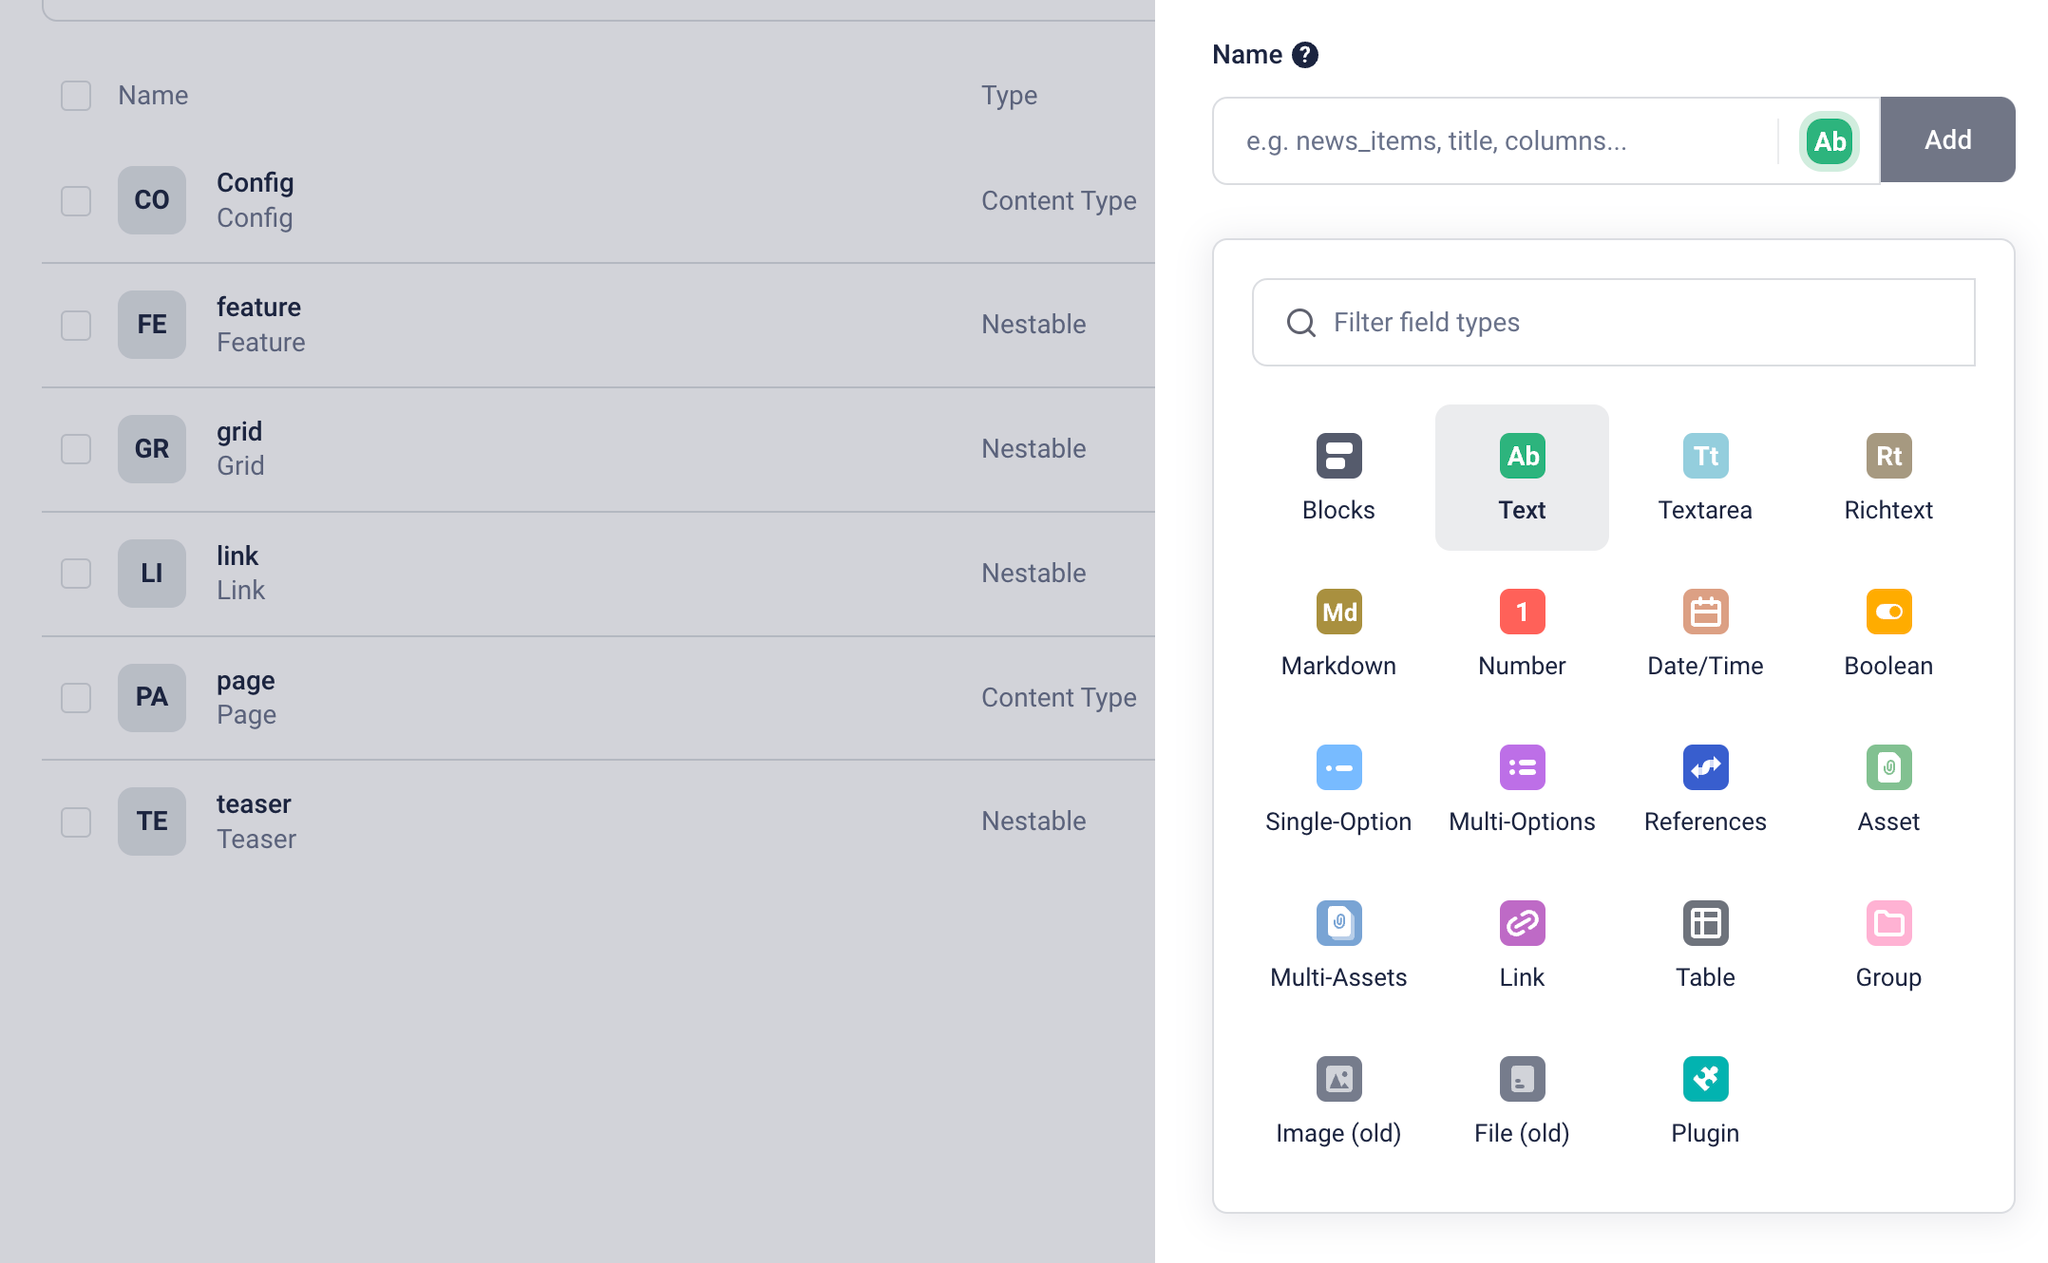 Name
Type
CO
Config
Config
Content Type
FE
feature
Feature
Nestable
GR
grid
Grid
Nestable
LI
link
Link
Nestable
PA
page
Page
Content Type
TE
teaser
Teaser
Nestable
Name ?
e.g. news_items, title, columns...
Ab
Add
Filter field types
Ab
Tt
Rt
Blocks
Text
Textarea
Richtext
Md
1
Markdown
Number
Date/Time
Boolean
Single-Option
Multi-Options
References
Asset
Multi-Assets
Link
Table
Group
Image (old)
File (old)
Plugin